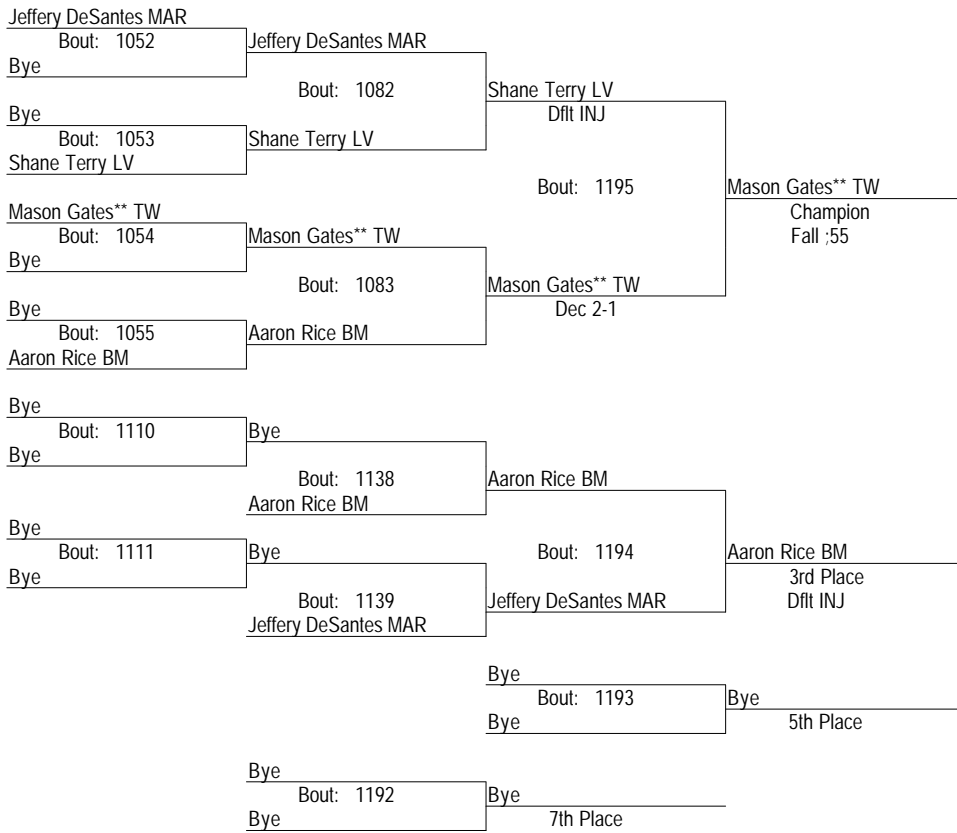 Jeffery DeSantes MAR
Bout: 1052
Bye
Jeffery DeSantes MAR
Bout: 1082
Bye
Bout: 1053
Shane Terry LV
Shane Terry LV
Shane Terry LV
Dflt INJ
Bout: 1195
Mason Gates** TW
Bout: 1054
Bye
Mason Gates** TW
Bout: 1083
Bye
Bout: 1055
Aaron Rice BM
Aaron Rice BM
Mason Gates** TW
Dec 2-1
Mason Gates** TW
Champion
Fall ;55
Bye
Bout: 1110
Bye
Bye
Bout: 1138
Aaron Rice BM
Aaron Rice BM
Bye
Bout: 1111
Bye
Bye
Bout: 1139
Jeffery DeSantes MAR
Bout: 1194
Jeffery DeSantes MAR
Aaron Rice BM
3rd Place
Dflt INJ
Bye
Bout: 1193
Bye
Bye
5th Place
Bye
Bout: 1192
Bye
Bye
7th Place